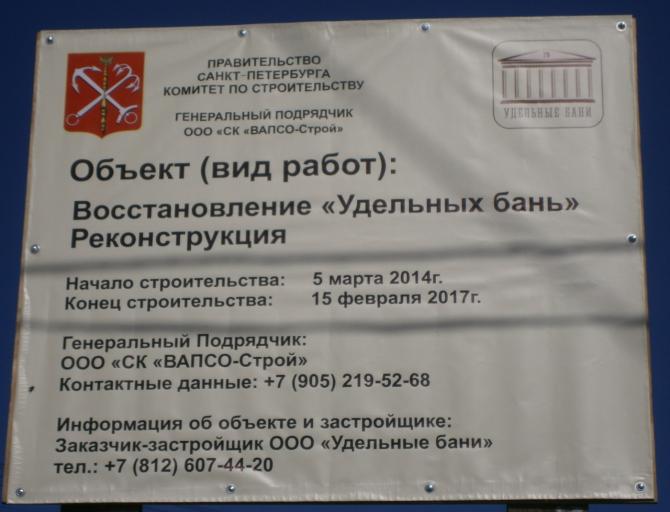 ПРАВИТЕЛЬСТВО
САНКТ-ПЕТЕРБУРГА
КОМИТЕТ ПО СТРОИТЕЛЬСТВУ
ГЕНЕРАЛЬНЫЙ ПОДРЯДЧИК
ООО «СК «ВАПСО-Строй»
УДЕЛЬНЫЕ БАНИ
Объект (вид работ):
Восстановление «Удельных бань»
Реконструкция
Начало строительства: 5 марта 2014г.
Конец строительства: 15 февраля 2017г.
Генеральный Подрядчик:
ООО «СК «ВАПСО-Строй»
Контактные данные: +7 (905) 219-52-68
Информация об объекте и застройщике:
Заказчик-застройщик ООО «Удельные бани»
тел.: +7 (812) 607-44-20